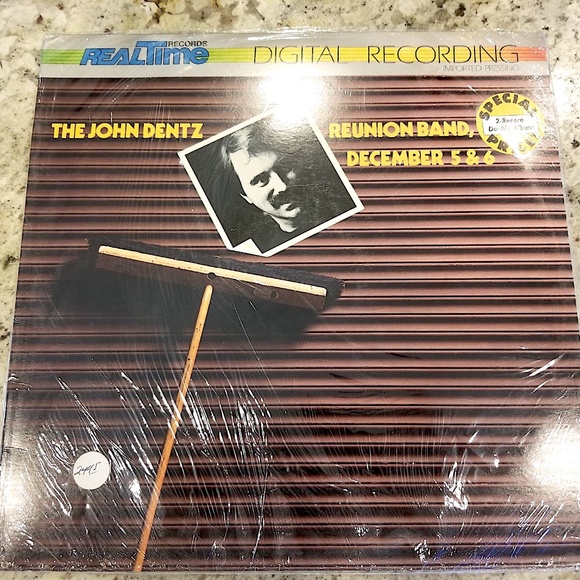 RECORDS
REALTime
DIGITAL RECORDING
IMPORTED PRESSING
THE JOHN DENTZ REUNION BAND,
DECEMBER 5 & 6
SPECIAL
2-Record
Double Album
PRICE
2495